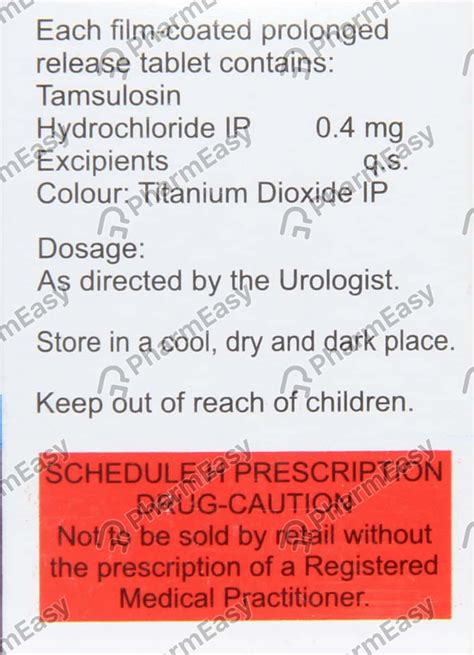 Each film-coated prolonged
release tablet contains:
Tamsulosin
Hydrochloride IP 0.4 mg
Excipients q.s.
Colour: Titanium Dioxide IP
Dosage:
As directed by the Urologist.
Store in a cool, dry and dark place.
Keep out of reach of children.
SCHEDULE H PRESCRIPTION
DRUG-CAUTION
Not to be sold by retail without
the prescription of a Registered
Medical Practitioner.
PharmEasy